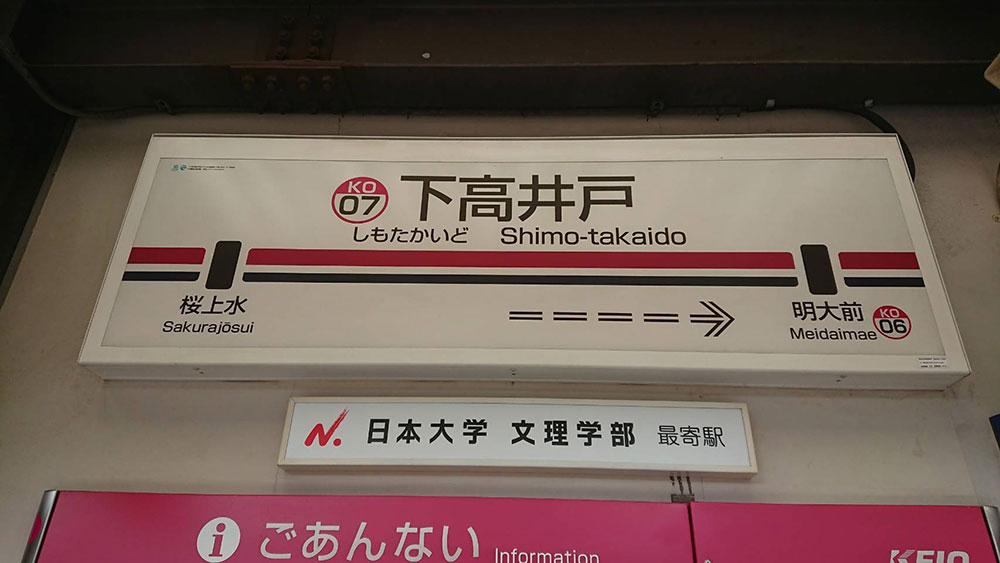 KO 07 下高井戸
しもたかいど Shimo-takaido
桜上水
Sakurajōsui
明大前
Meidaimae
KO 06
N. 日本大学 文理学部 最寄駅
i ごあんない Information
KEIO